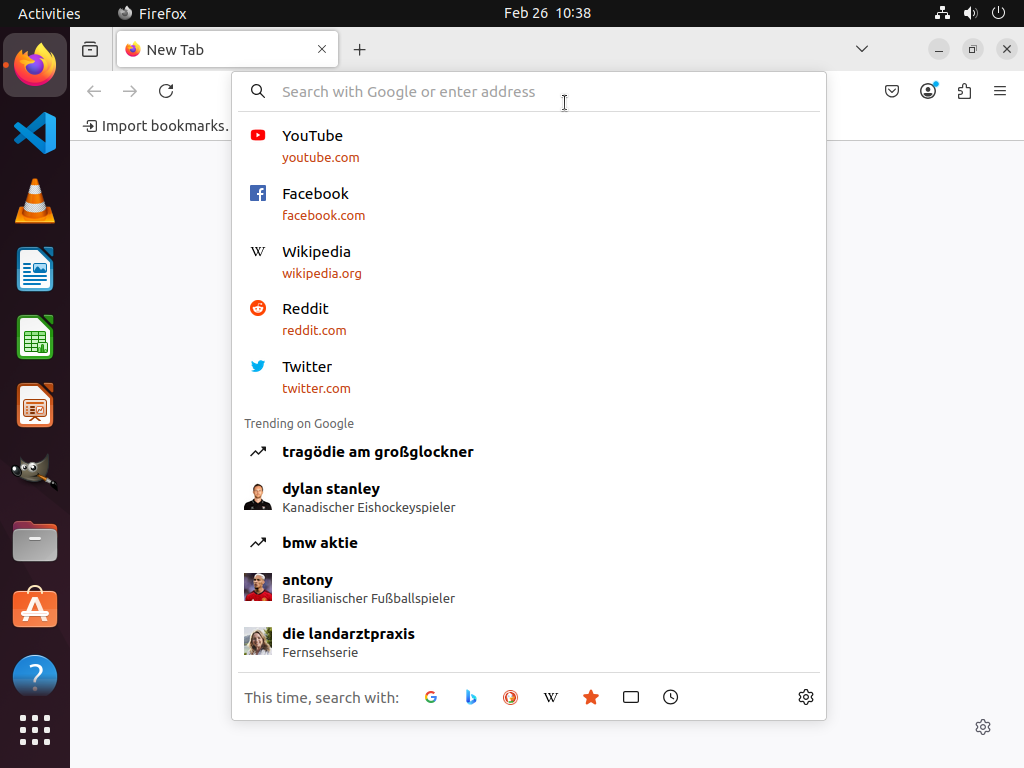 Activities
Firefox
Feb 26 10:38
New Tab
Search with Google or enter address
Import bookmarks.
YouTube
youtube.com
Facebook
facebook.com
Wikipedia
wikipedia.org
Reddit
reddit.com
Twitter
twitter.com
Trending on Google
tragödie am großglockner
dylan stanley
Kanadischer Eishockeyspieler
bmw aktie
antony
Brasilianischer Fußballspieler
die landarztpraxis
Fernsehserie
This time, search with: